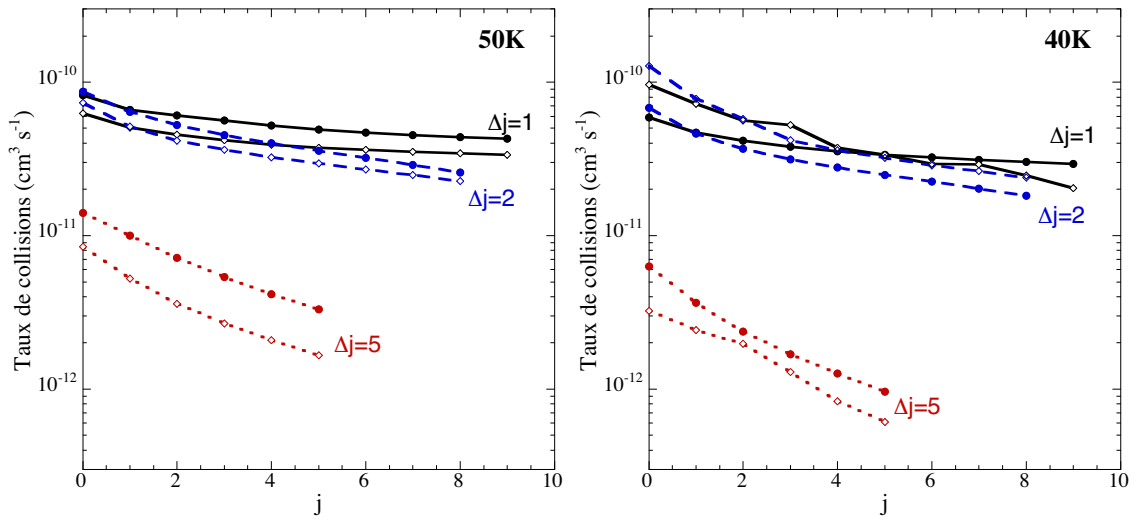 50K
Taux de collisions (cm³ s⁻¹)
10⁻¹⁰
10⁻¹¹
10⁻¹²
Δj=1
Δj=2
Δj=5
0 2 4 6 8 10
j
40K
Taux de collisions (cm³ s⁻¹)
10⁻¹⁰
10⁻¹¹
10⁻¹²
Δj=1
Δj=2
Δj=5
0 2 4 6 8 10
j